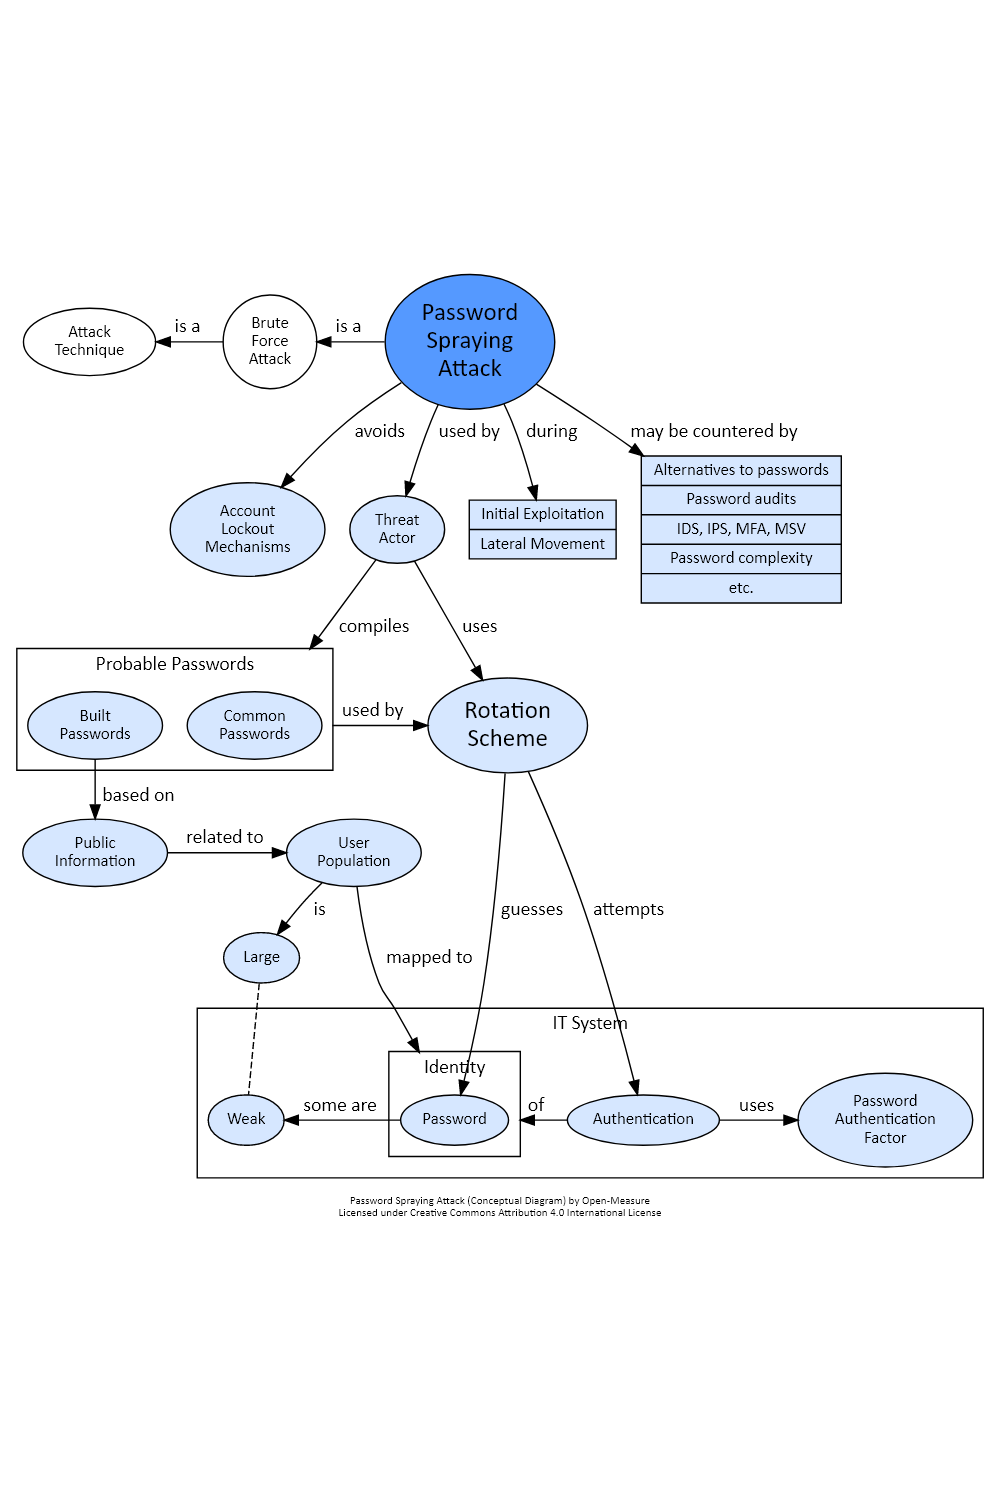 Password
Spraying
Attack
is a
Brute
Force
Attack
is a
Attack
Technique
avoids
used by
during
may be countered by
Account
Lockout
Mechanisms
Threat
Actor
Initial Exploitation
Lateral Movement
Alternatives to passwords
Password audits
IDS, IPS, MFA, MSV
Password complexity
etc.
compiles
uses
Probable Passwords
Built
Passwords
Common
Passwords
used by
Rotation
Scheme
based on
Public
Information
related to
User
Population
is
guesses
attempts
Large
mapped to
IT System
Identity
Weak
some are
Password
of
Authentication
uses
Password
Authentication
Factor
Password Spraying Attack (Conceptual Diagram) by Open-Measure
Licensed under Creative Commons Attribution 4.0 International License